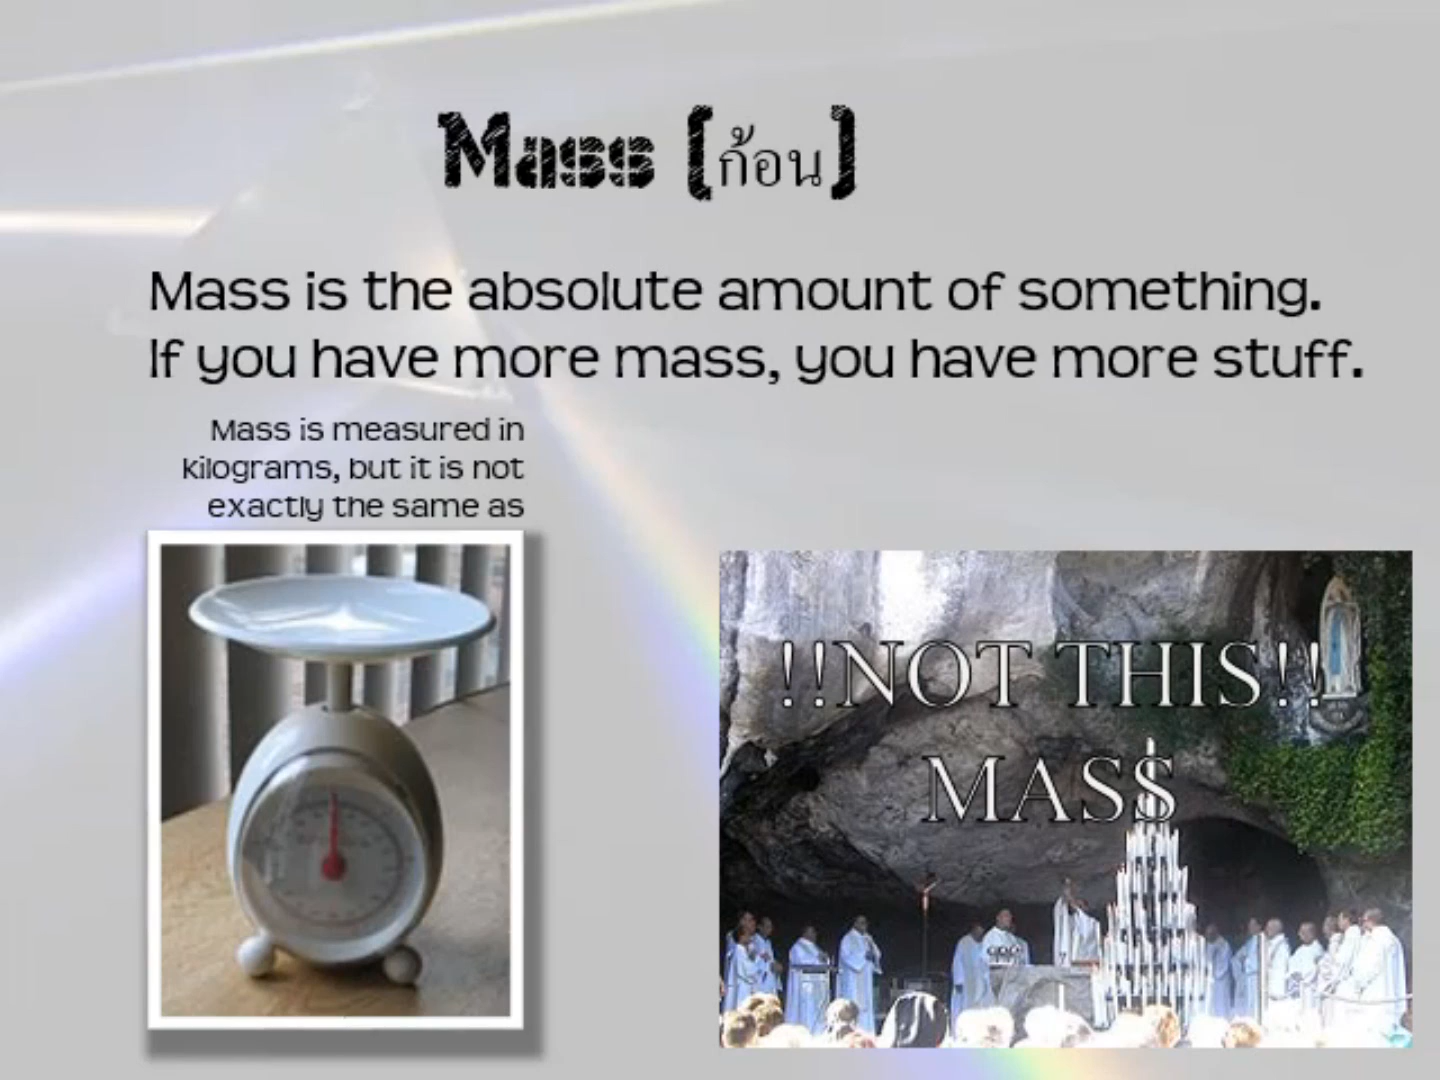 Mass (ก้อน)
Mass is the absolute amount of something.
If you have more mass, you have more stuff.
Mass is measured in
kilograms, but it is not
exactly the same as
!!NOT THIS!!
MASS